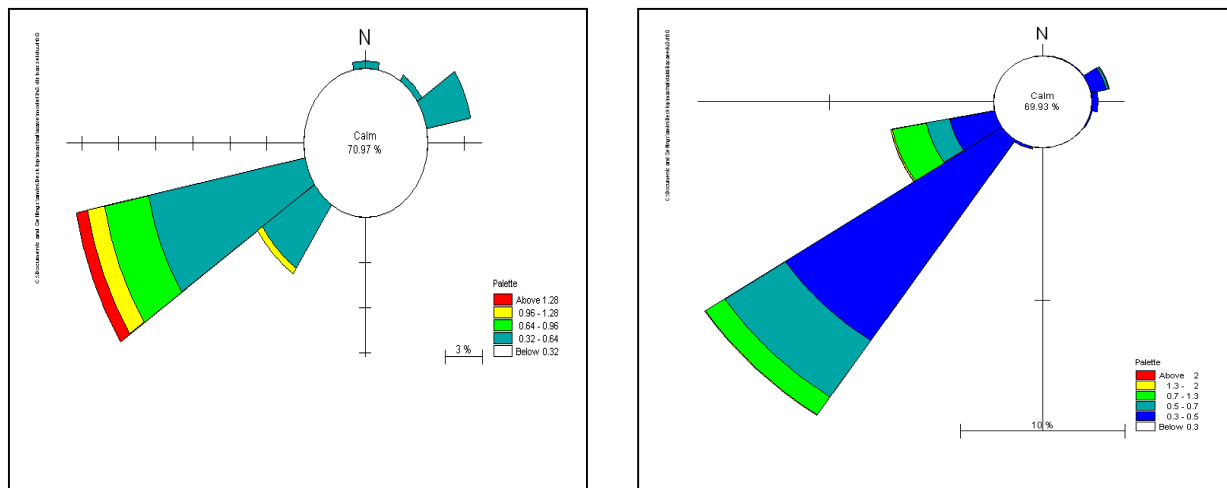 N
Calm
70.97 %
Palette
Above 1.28
0.96 - 1.28
0.64 - 0.96
0.32 - 0.64
Below 0.32
3 %
N
Calm
69.93 %
Palette
Above 2
1.3 - 2
0.7 - 1.3
0.5 - 0.7
0.3 - 0.5
Below 0.3
10 %